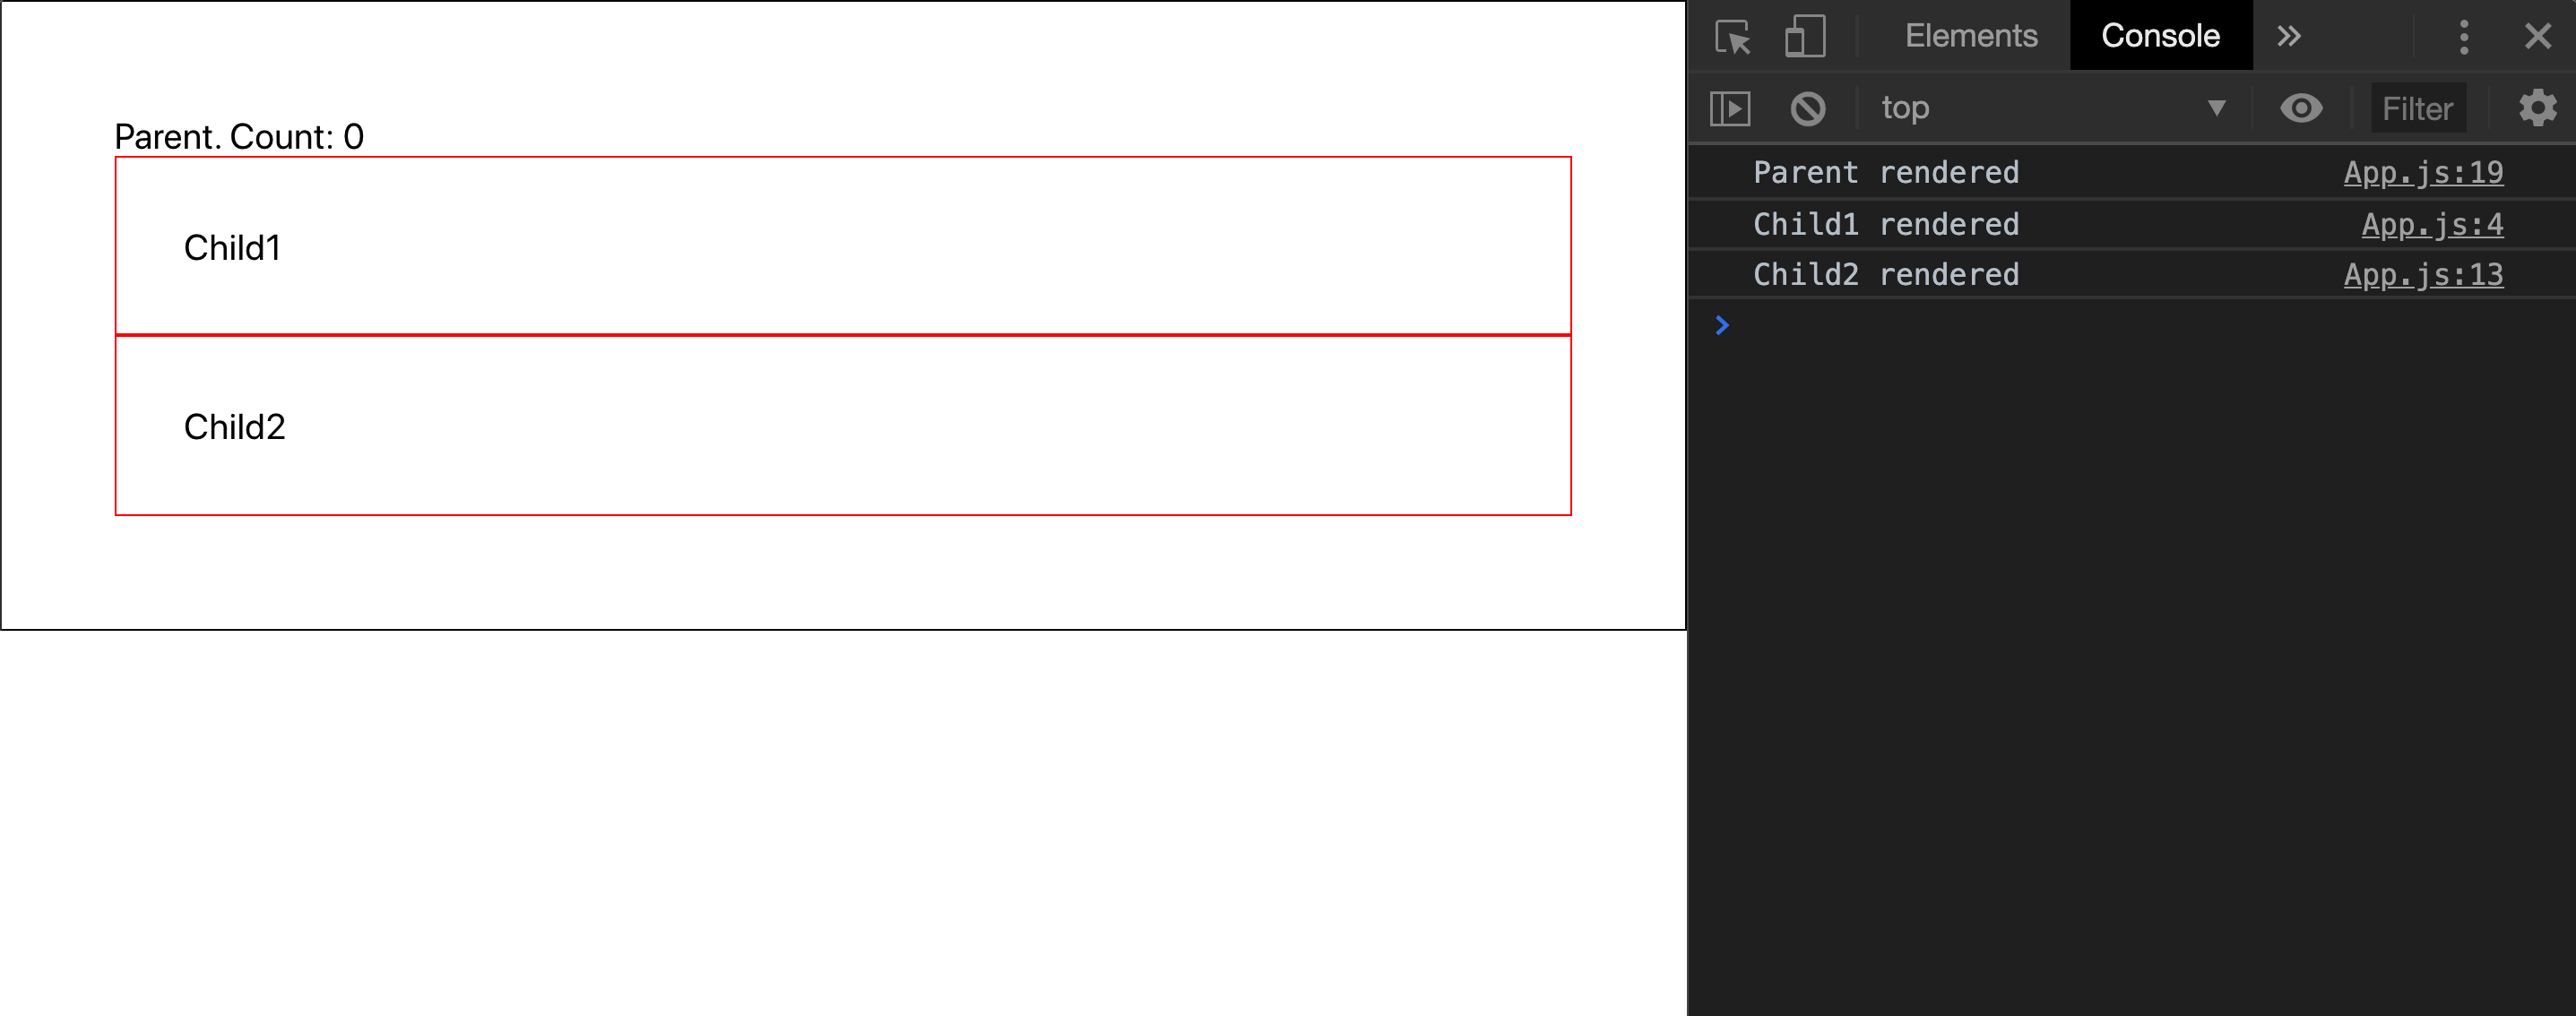 Parent. Count: 0
Child1
Child2
Elements Console
top Filter
Parent rendered App.js:19
Child1 rendered App.js:4
Child2 rendered App.js:13